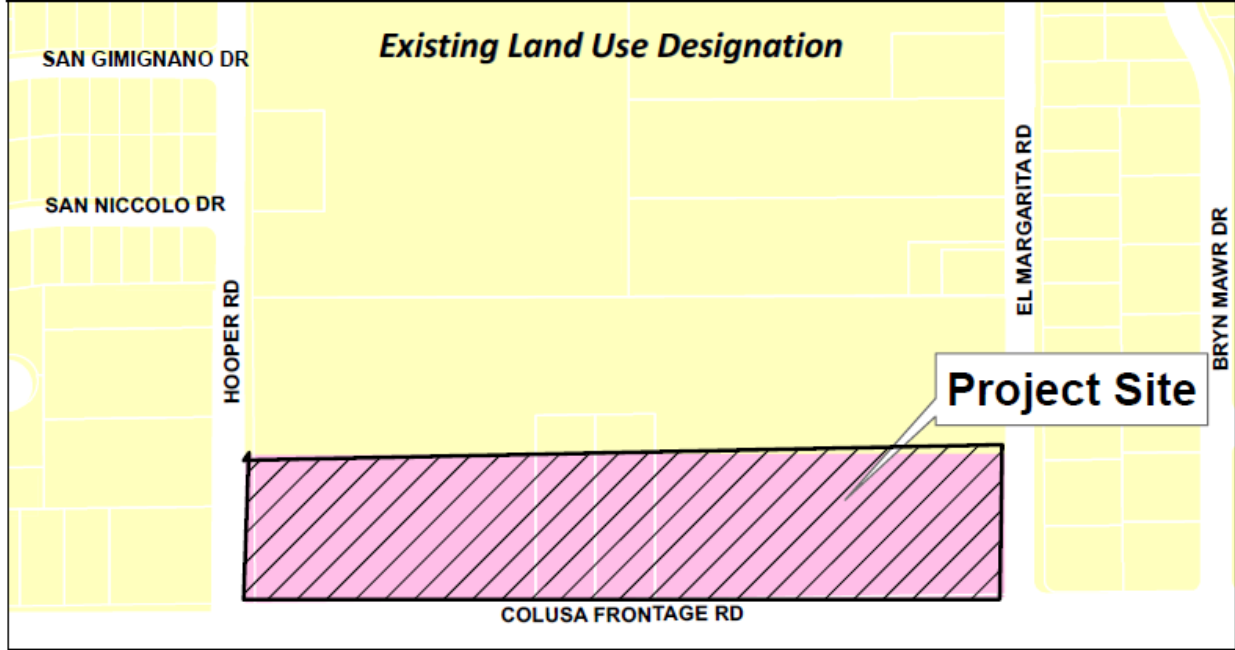 Existing Land Use Designation
SAN GIMIGNANO DR
SAN NICCOLO DR
HOOPER RD
EL MARGARITA RD
BRYN MAWR DR
Project Site
COLUSA FRONTAGE RD